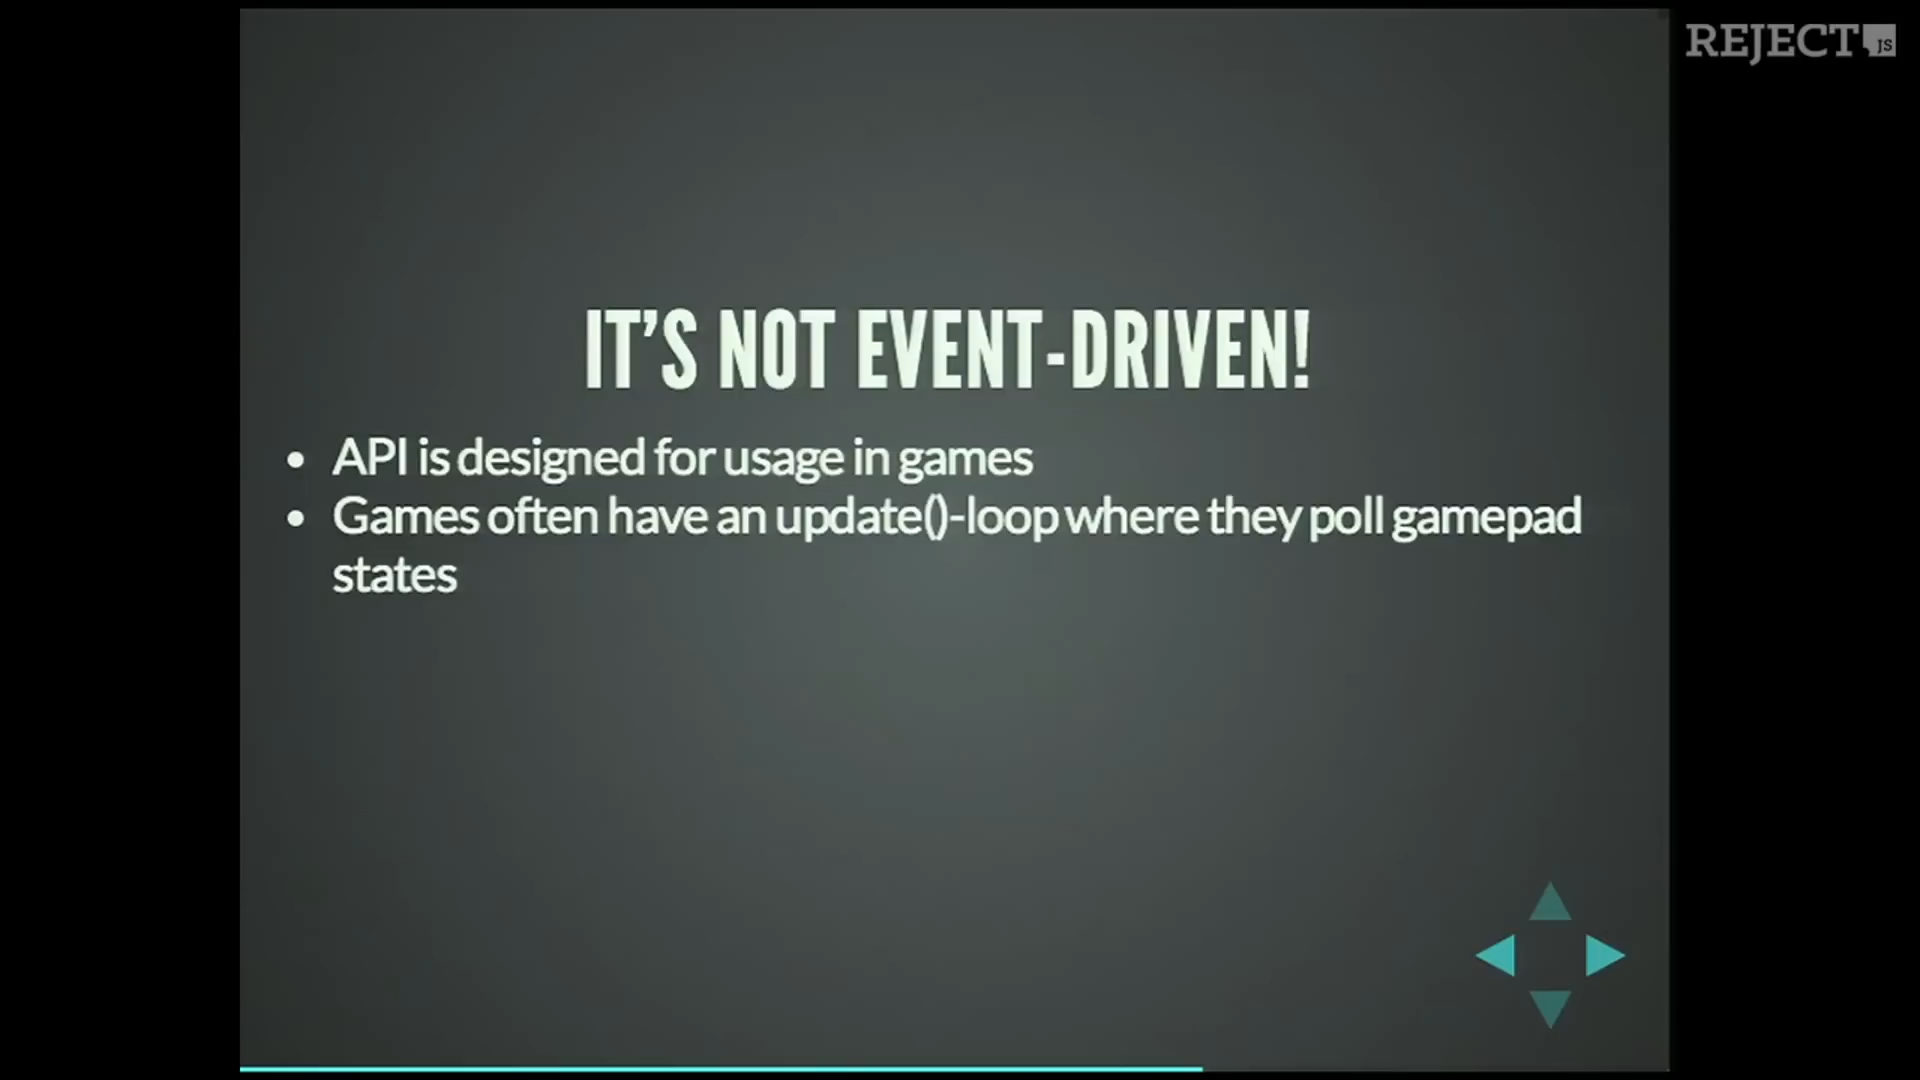 REJECT JS
IT'S NOT EVENT-DRIVEN!
• API is designed for usage in games
• Games often have an update()-loop where they poll gamepad
states